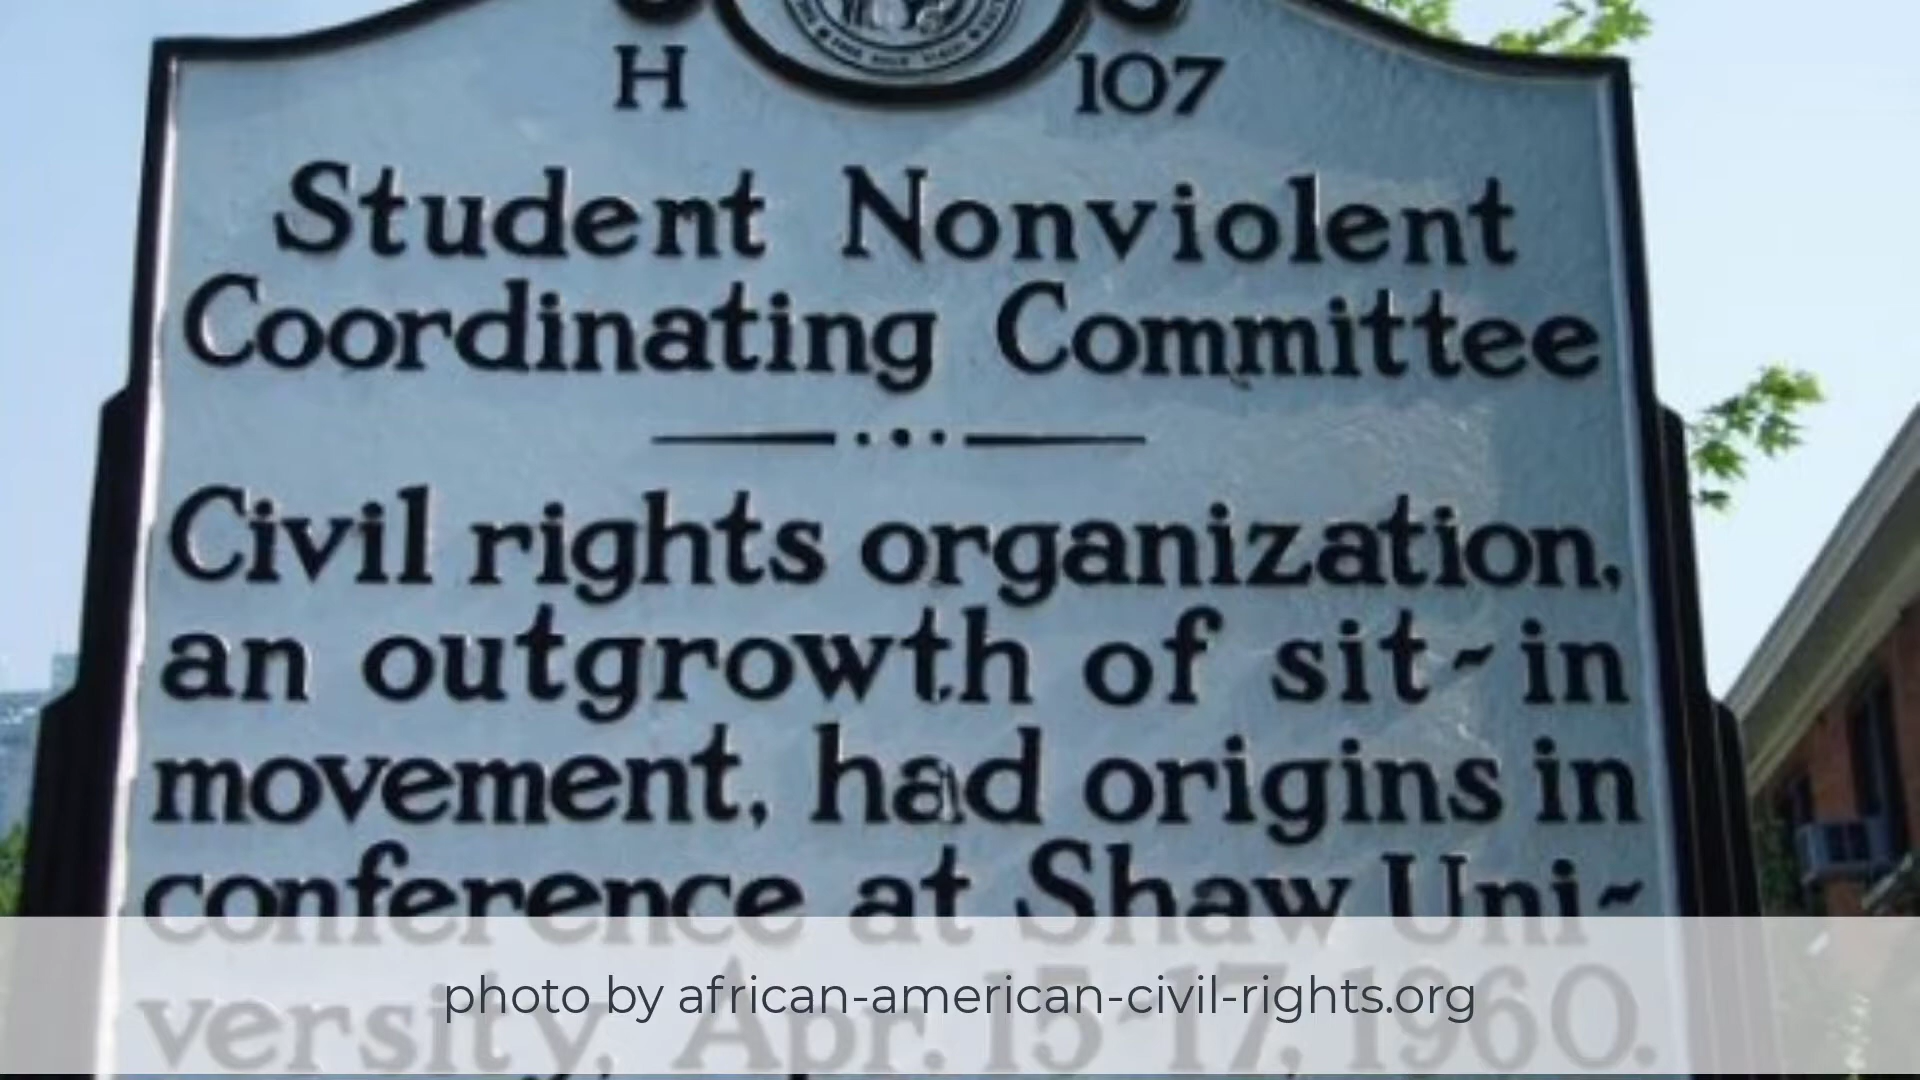 H 107
Student Nonviolent
Coordinating Committee
Civil rights organization,
an outgrowth of sit-in
movement, had origins in
conference at Shaw Uni-
versity, Apr. 15-17, 1960.
photo by african-american-civil-rights.org